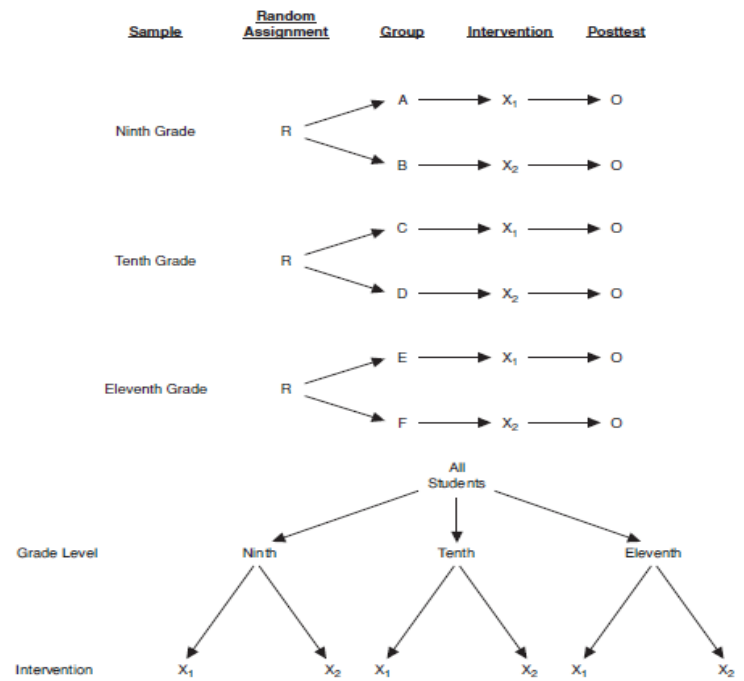 Sample Random Assignment Group Intervention Posttest
A X₁ O
Ninth Grade R
B X₂ O
C X₁ O
Tenth Grade R
D X₂ O
E X₁ O
Eleventh Grade R
F X₂ O
All
Students
Grade Level Ninth Tenth Eleventh
Intervention X₁ X₂ X₁ X₂ X₁ X₂